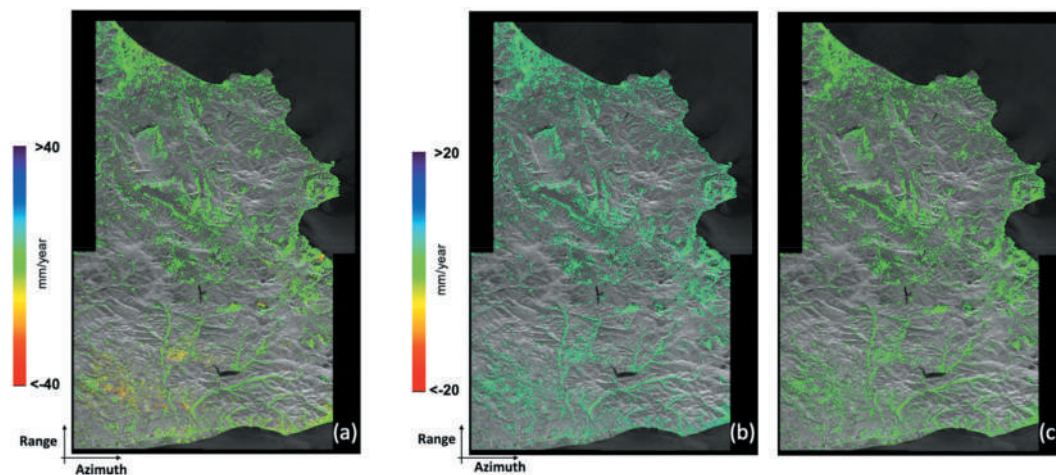 >40
mm/year
<-40
Range
Azimuth
(a)
>20
mm/year
<-20
Range
Azimuth
(b)
(c